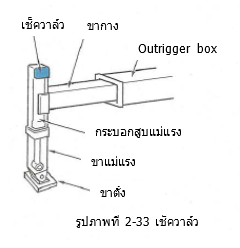 เช็ควาล์ว
ขากาง
Outrigger box
กระบอกสูบแม่แรง
ขาแม่แรง
ขาตั้ง
รูปภาพที่ 2-33 เช้ควาล์ว